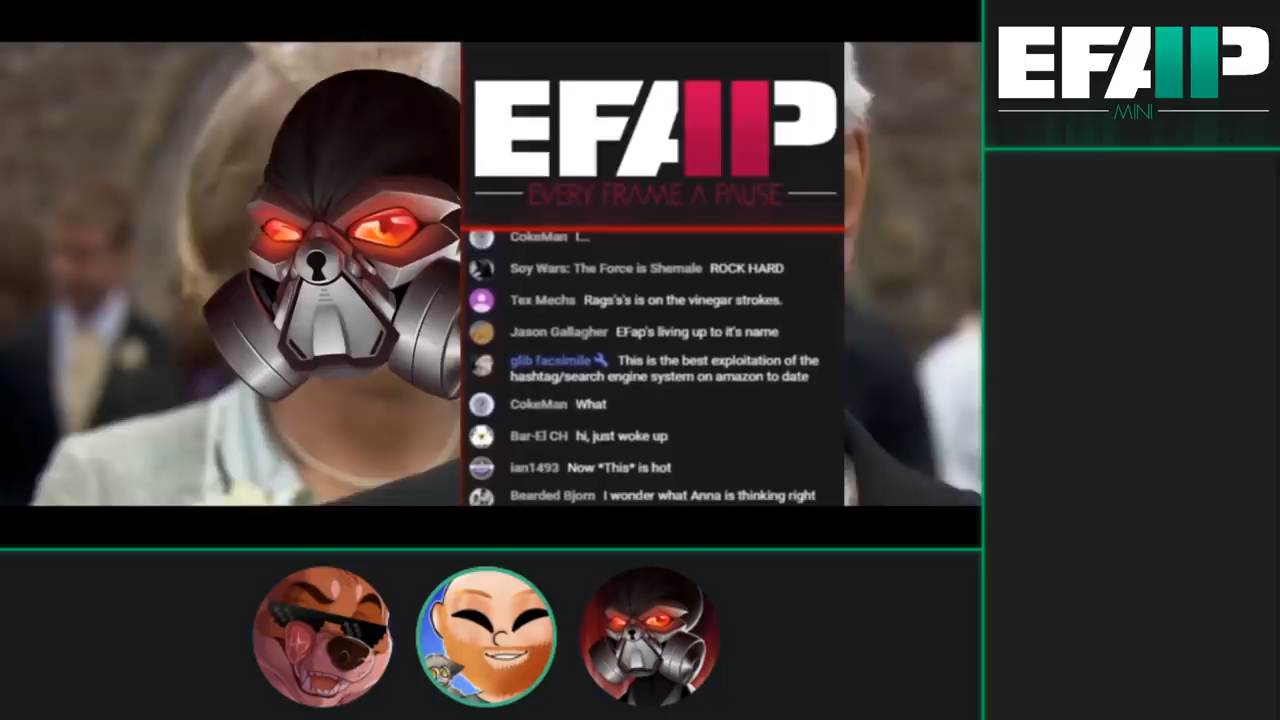 EFAP
EVERY FRAME A PAUSE
CokeMan I...
Soy Wars: The Force is Shemale ROCK HARD
Tex Mechs Rags's's is on the vinegar strokes.
Jason Gallagher EFap's living up to it's name
glib facsimile This is the best exploitation of the
hashtag/search engine system on amazon to date
CokeMan What
Bar-El CH hi, just woke up
ian1493 Now *This* is hot
Bearded Bjorn I wonder what Anna is thinking right
EFAP
MINI